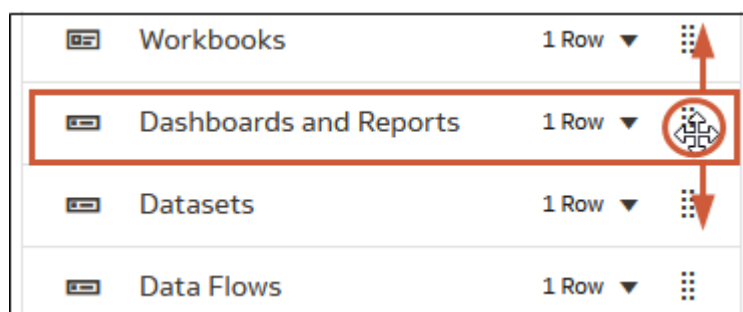 Workbooks 1 Row
Dashboards and Reports 1 Row
Datasets 1 Row
Data Flows 1 Row